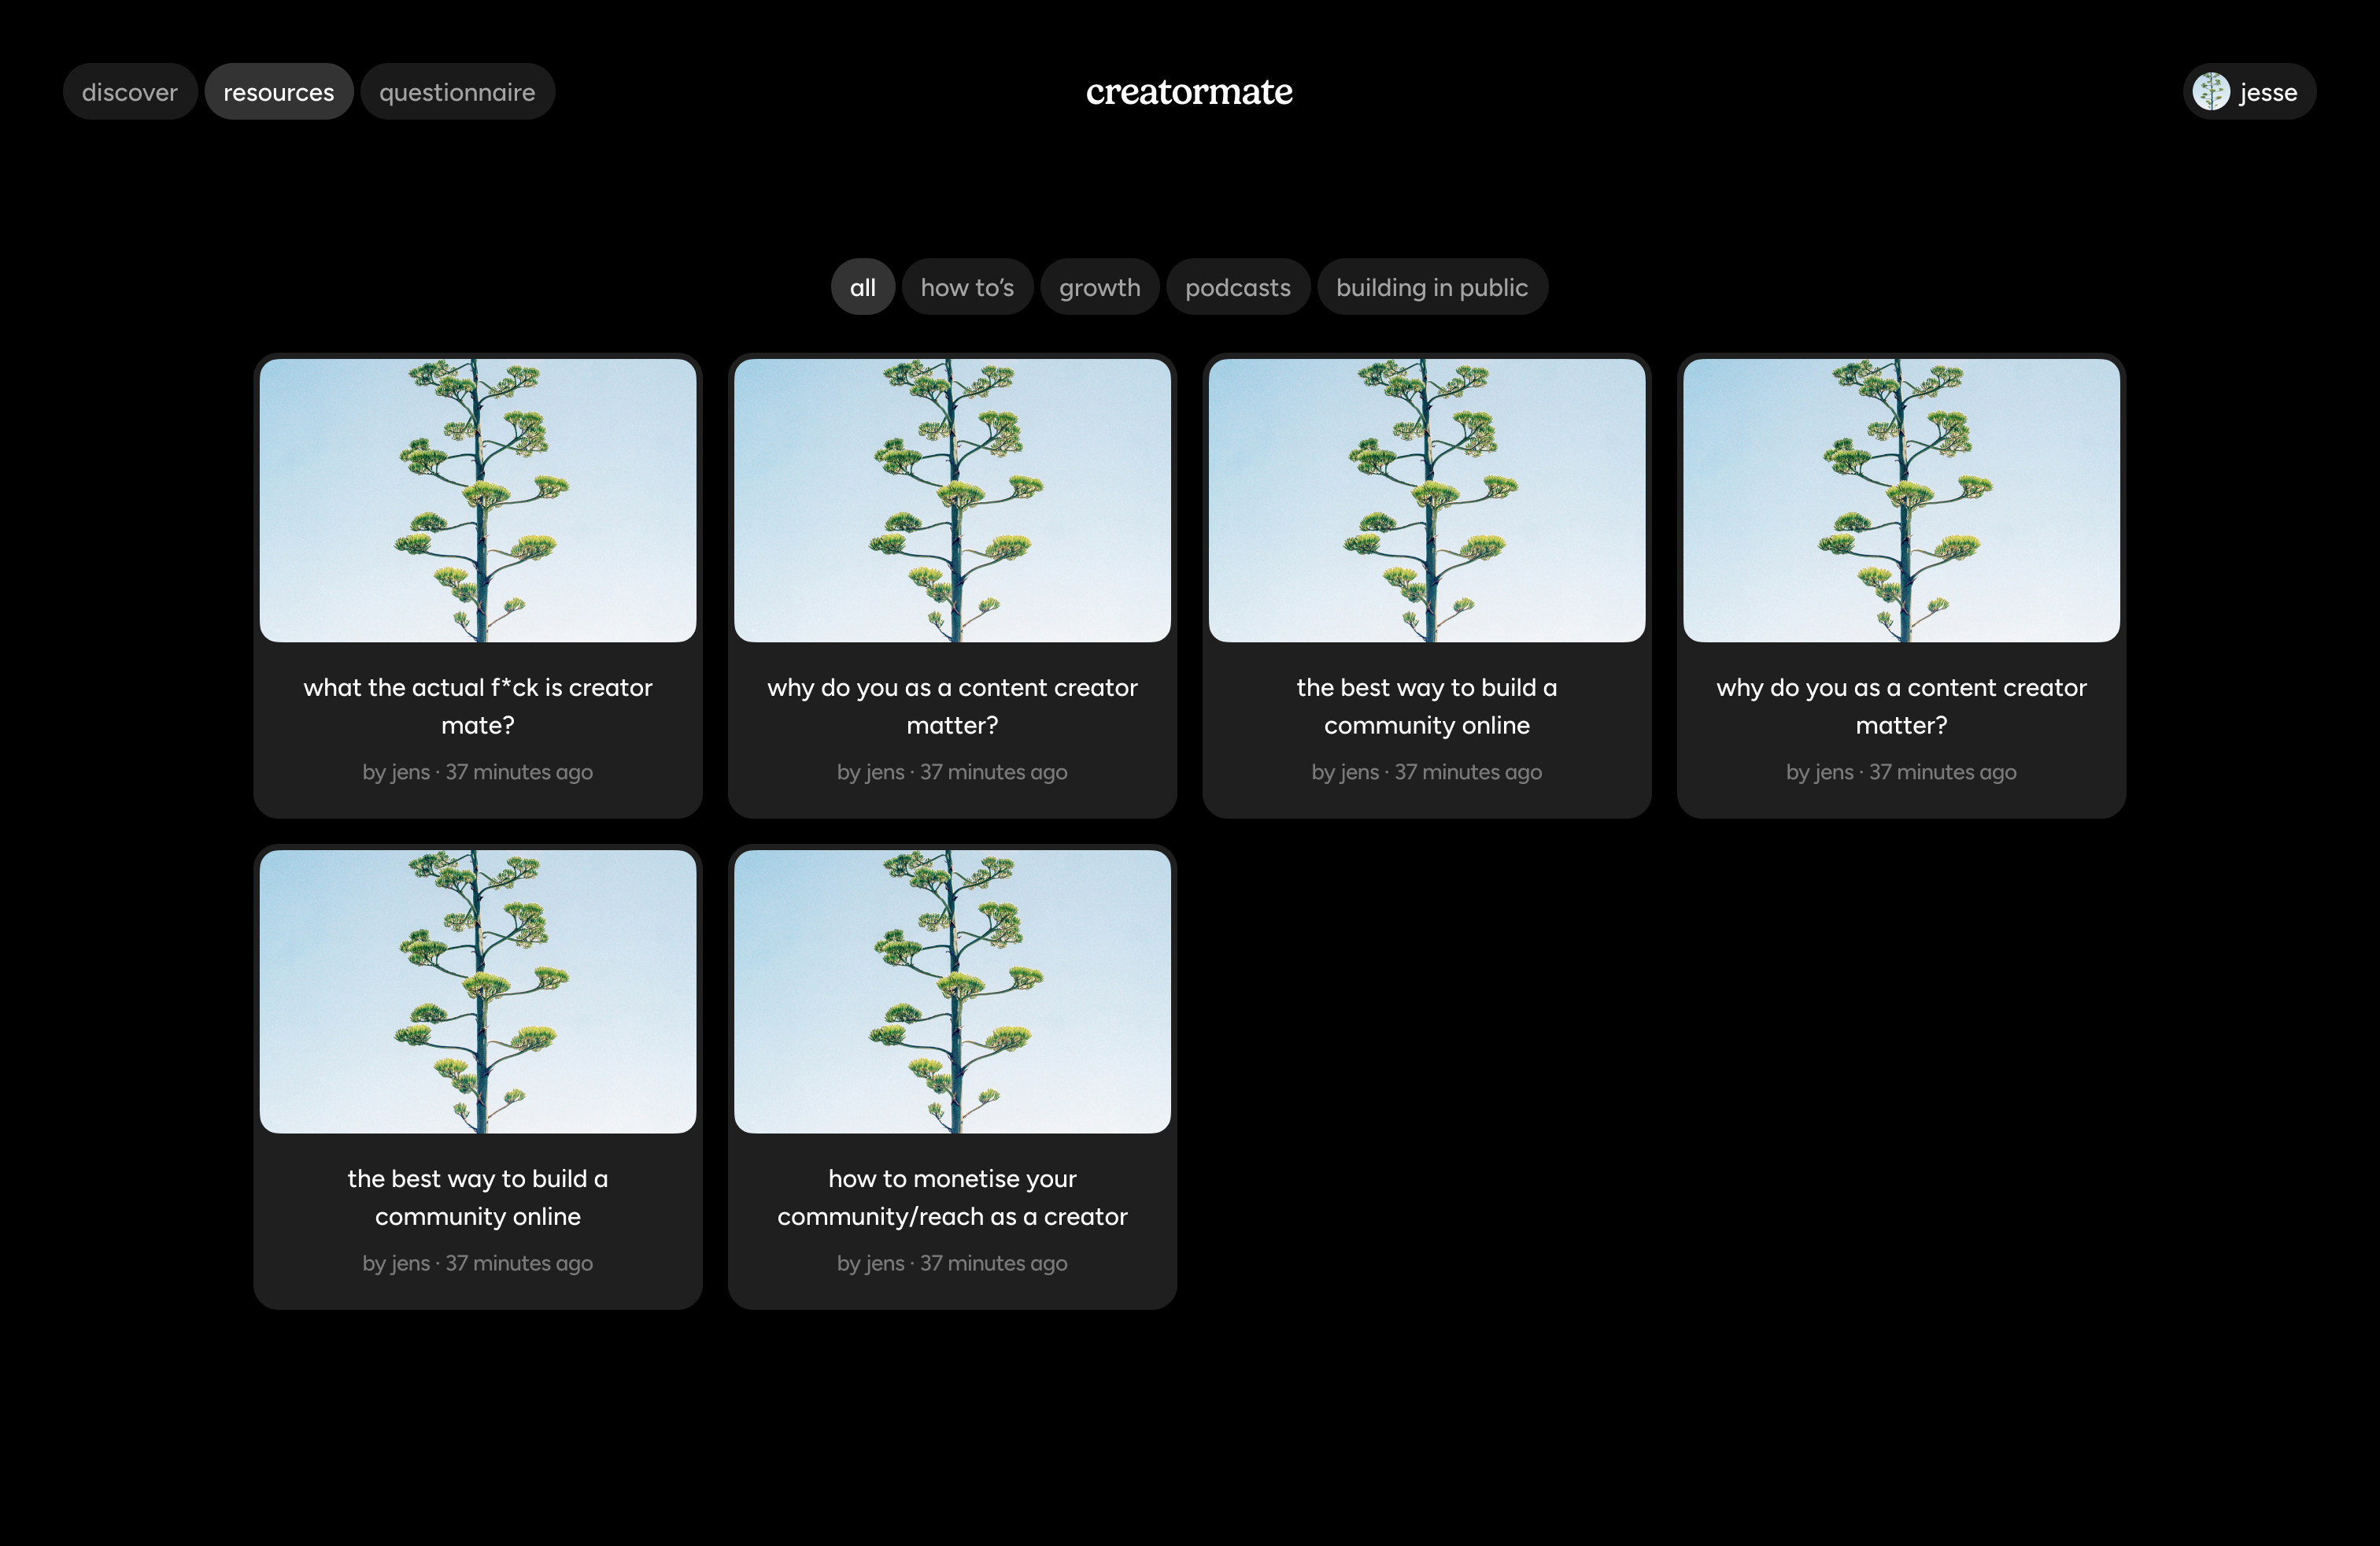 discover
resources
questionnaire
creatormate
jesse
all
how to’s
growth
podcasts
building in public
what the actual f*ck is creator
mate?
by jens · 37 minutes ago
why do you as a content creator
matter?
by jens · 37 minutes ago
the best way to build a
community online
by jens · 37 minutes ago
why do you as a content creator
matter?
by jens · 37 minutes ago
the best way to build a
community online
by jens · 37 minutes ago
how to monetise your
community/reach as a creator
by jens · 37 minutes ago